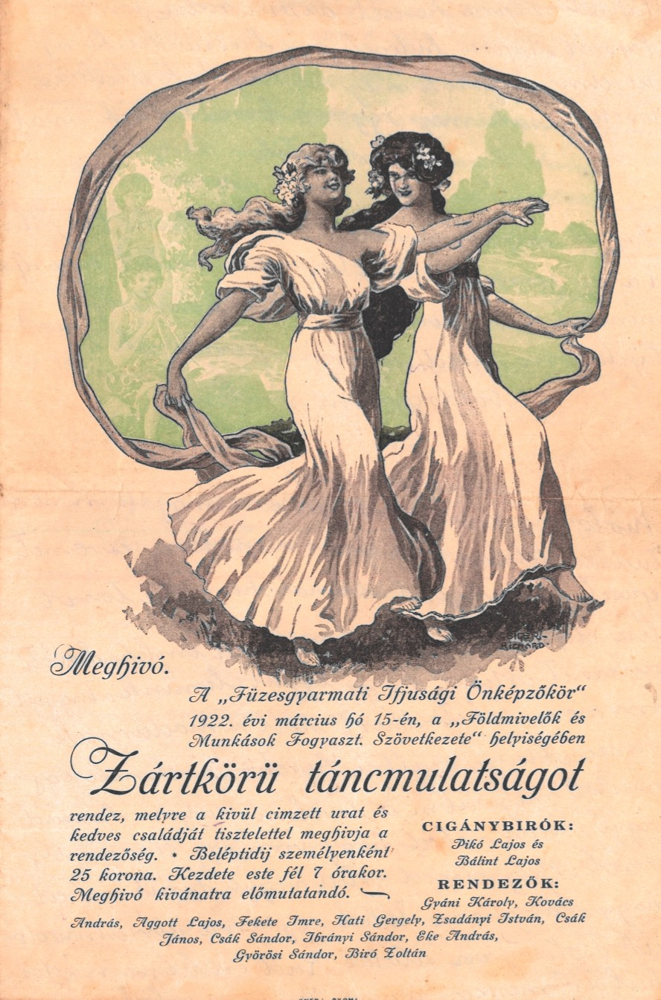 RICHARD
Meghivó.
A „Füzesgyarmati Ifjusági Önképzőkör“
1922. évi március hó 15-én, a „Földmivelők és
Munkások Fogyaszt. Szövetkezete“ helyiségében
Zártkörü táncmulatságot
rendez, melyre a kivül cimzett urat és
kedves családját tisztelettel meghivja a
rendezőség. * Beléptidij személyenként
25 korona. Kezdete este fél 7 órakor.
Meghivó kivánatra előmutatandó.
CIGÁNYBIRÓK:
Pikó Lajos és
Bálint Lajos
RENDEZŐK:
Gyáni Károly, Kovács
András, Aggott Lajos, Fekete Imre, Hati Gergely, Zsadányi István, Csák
János, Csák Sándor, Ibrányi Sándor, Eke András,
Györösi Sándor, Biró Zoltán